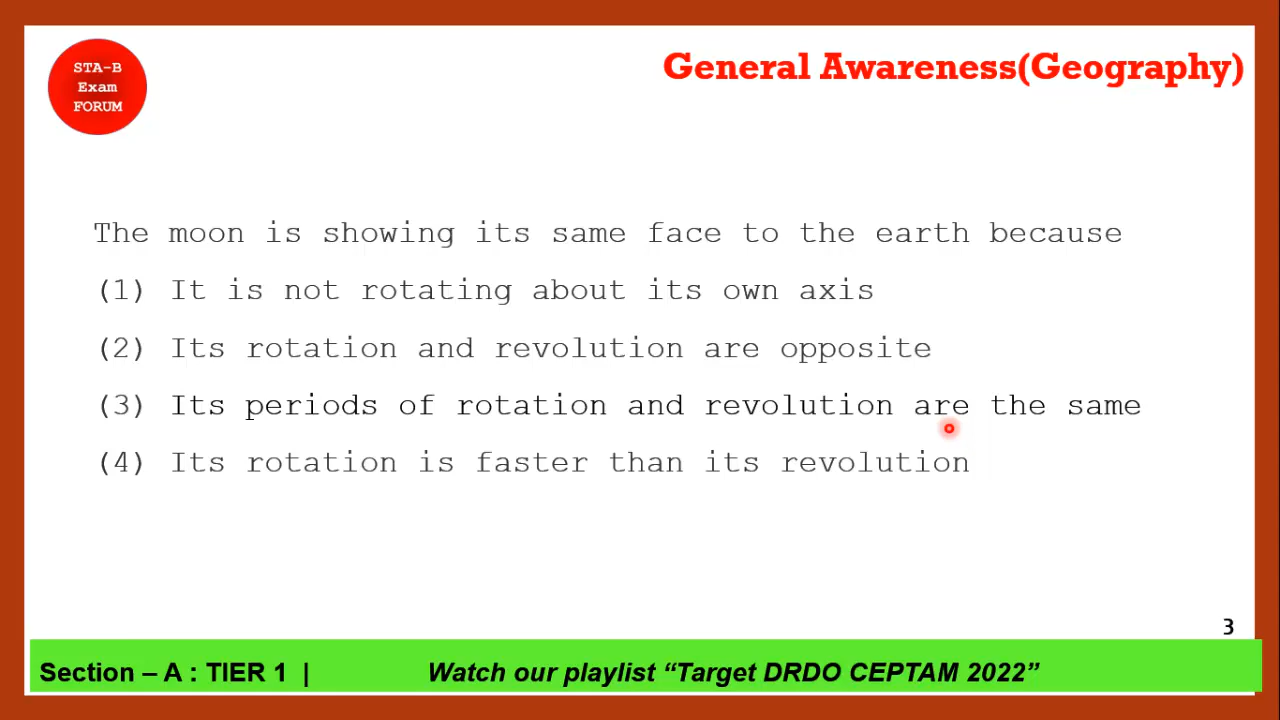 STA-B
Exam
FORUM
General Awareness(Geography)
The moon is showing its same face to the earth because
(1) It is not rotating about its own axis
(2) Its rotation and revolution are opposite
(3) Its periods of rotation and revolution are the same
(4) Its rotation is faster than its revolution
3
Section – A : TIER 1 | Watch our playlist “Target DRDO CEPTAM 2022”